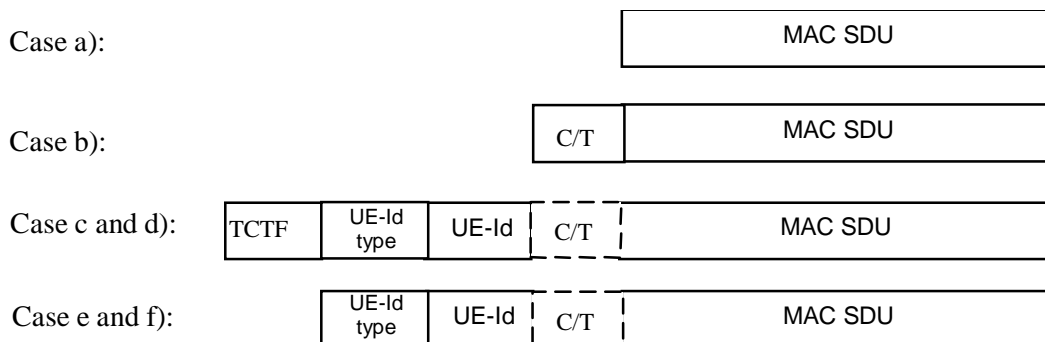 Case a): MAC SDU
Case b): C/T MAC SDU
Case c and d): TCTF UE-Id type UE-Id C/T MAC SDU
Case e and f): UE-Id type UE-Id C/T MAC SDU